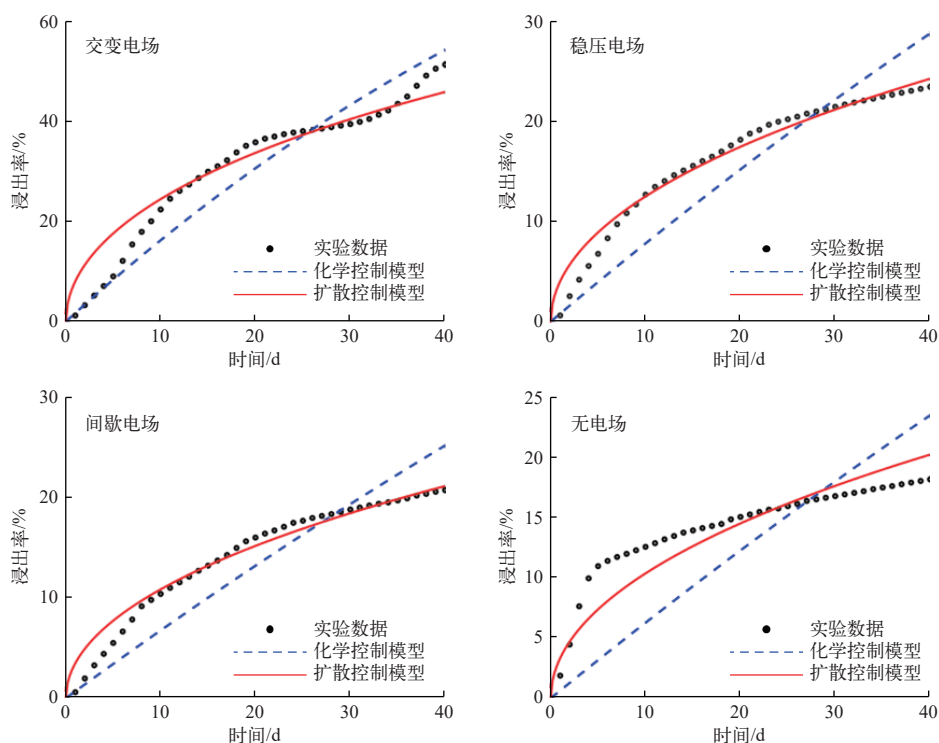 交变电场
浸出率/%
60
40
20
0
实验数据
化学控制模型
扩散控制模型
0 10 20 30 40
时间/d
稳压电场
浸出率/%
30
20
10
0
实验数据
化学控制模型
扩散控制模型
0 10 20 30 40
时间/d
间歇电场
浸出率/%
30
20
10
0
实验数据
化学控制模型
扩散控制模型
0 10 20 30 40
时间/d
无电场
浸出率/%
25
20
15
10
5
0
实验数据
化学控制模型
扩散控制模型
0 10 20 30 40
时间/d